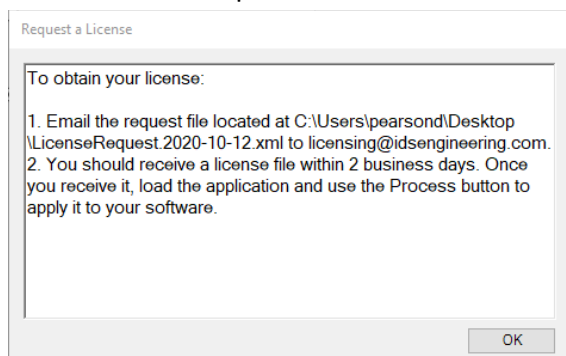 Request a License
To obtain your license:
1. Email the request file located at C:\Users\pearsond\Desktop
\LicenseRequest.2020-10-12.xml to licensing@idsengineering.com.
2. You should receive a license file within 2 business days. Once
you receive it, load the application and use the Process button to
apply it to your software.
OK